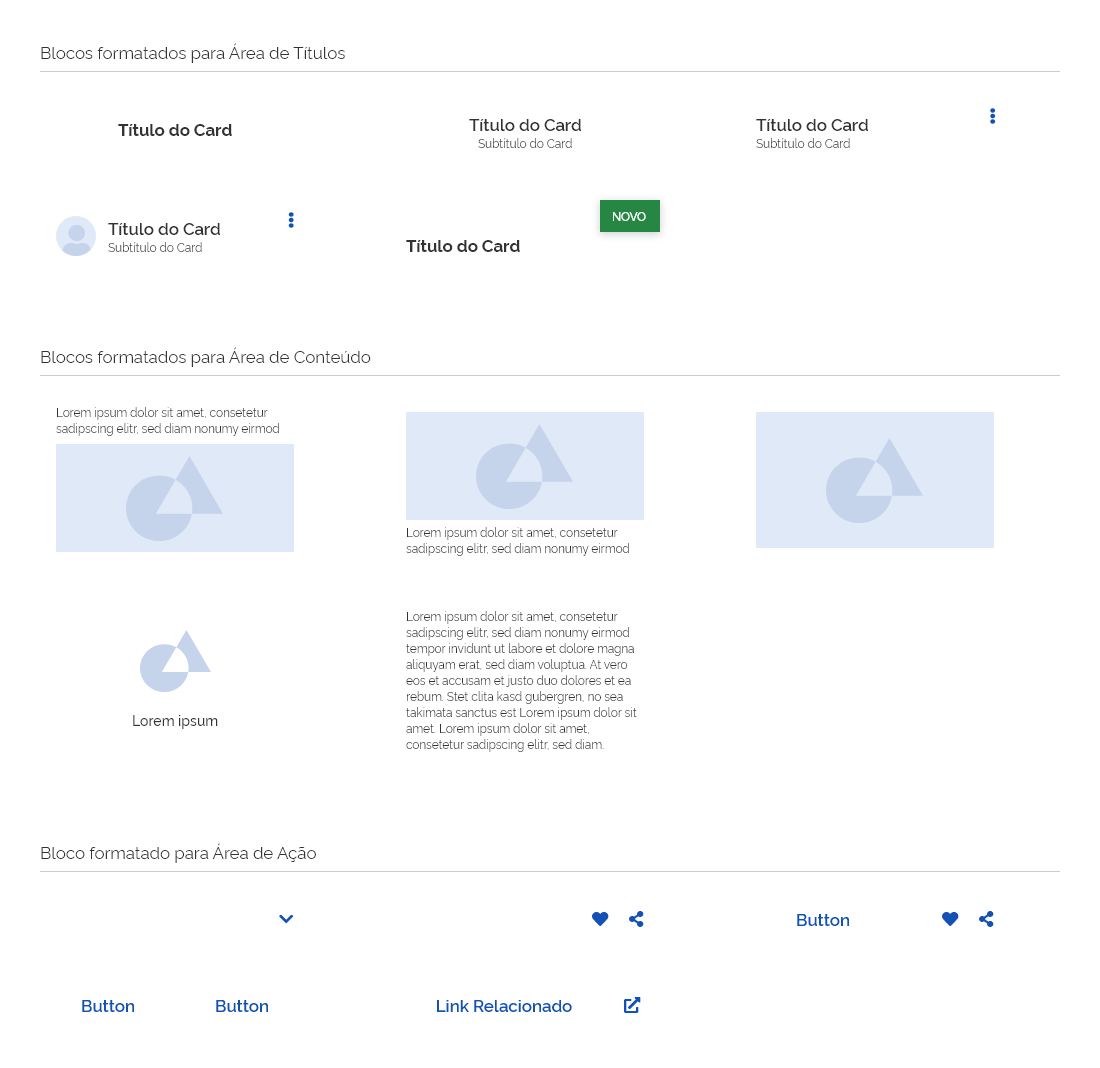 Blocos formatados para Área de Títulos
Título do Card
Título do Card
Subtítulo do Card
Título do Card
Subtítulo do Card
Título do Card
Subtítulo do Card
NOVO
Título do Card
Blocos formatados para Área de Conteúdo
Lorem ipsum dolor sit amet, consetetur
sadipscing elitr, sed diam nonumy eirmod
Lorem ipsum dolor sit amet, consetetur
sadipscing elitr, sed diam nonumy eirmod
Lorem ipsum
Lorem ipsum dolor sit amet, consetetur
sadipscing elitr, sed diam nonumy eirmod
tempor invidunt ut labore et dolore magna
aliquyam erat, sed diam voluptua. At vero
eos et accusam et justo duo dolores et ea
rebum. Stet clita kasd gubergren, no sea
takimata sanctus est Lorem ipsum dolor sit
amet. Lorem ipsum dolor sit amet,
consetetur sadipscing elitr, sed diam.
Bloco formatado para Área de Ação
Button
Button
Button
Link Relacionado